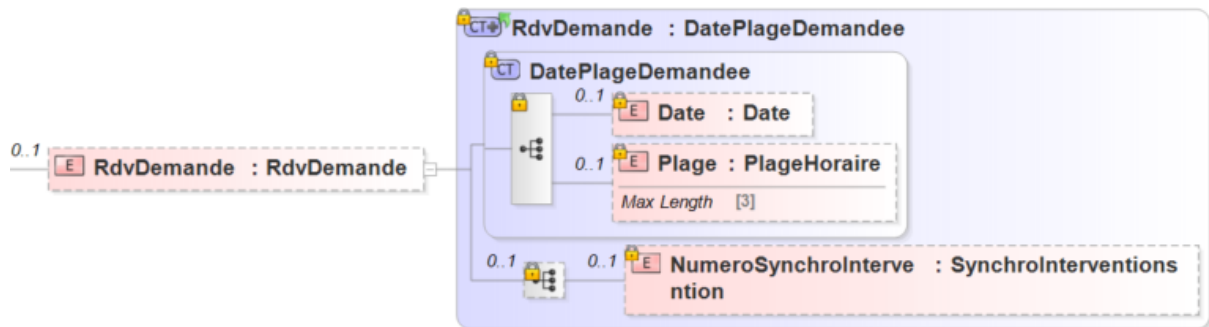 CT+ RdvDemande : DatePlageDemandee
CT DatePlageDemandee
0..1
E Date : Date
0..1
E RdvDemande : RdvDemande
0..1
E Plage : PlageHoraire
Max Length [3]
0..1
0..1
E NumeroSynchroInterve : SynchroInterventions
ntion